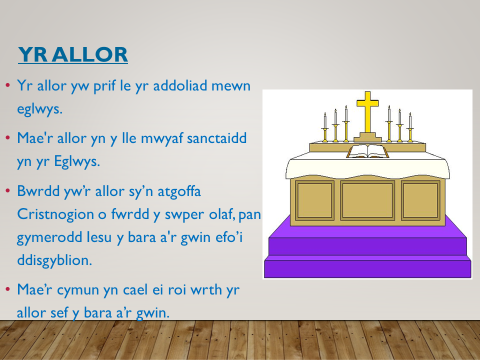 YR ALLOR
• Yr allor yw prif le yr addoliad mewn
eglwys.
• Mae'r allor yn y lle mwyaf sanctaidd
yn yr Eglwys.
• Bwrdd yw'r allor sy'n atgoffa
Cristnogion o fwrdd y swper olaf, pan
gymerodd Iesu y bara a'r gwin efo'i
ddisgyblion.
• Mae'r cymun yn cael ei roi wrth yr
allor sef y bara a'r gwin.